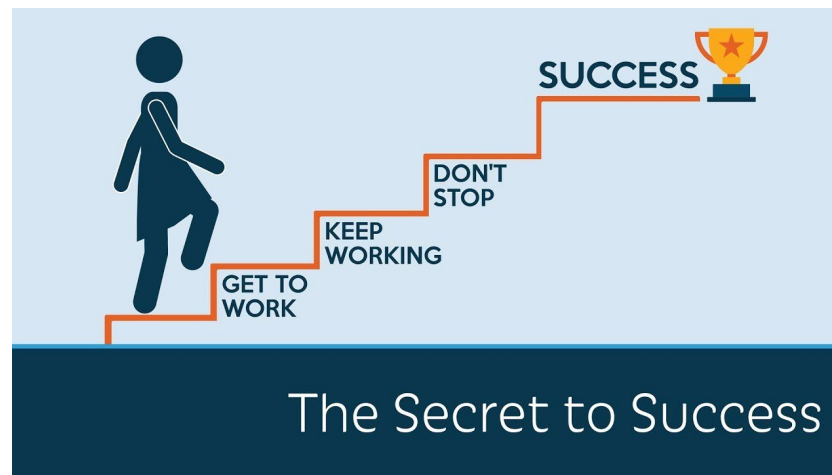 SUCCESS
DON'T
STOP
KEEP
WORKING
GET TO
WORK
The Secret to Success